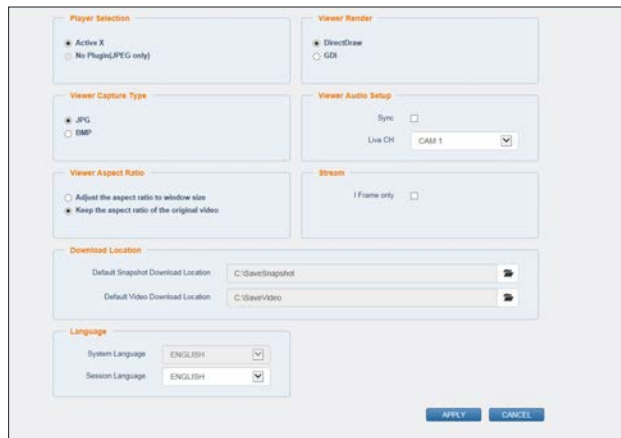 Player Selection
Active X
No Plugin(JPEG only)
Viewer Render
DirectDraw
GDI
Viewer Capture Type
JPG
BMP
Viewer Audio Setup
Sync
Live CH CAM 1
Viewer Aspect Ratio
Adjust the aspect ratio to window size
Keep the aspect ratio of the original video
Stream
I Frame only
Download Location
Default Snapshot Download Location C:\SaveSnapshot
Default Video Download Location C:\SaveVideo
Language
System Language ENGLISH
Session Language ENGLISH
APPLY CANCEL